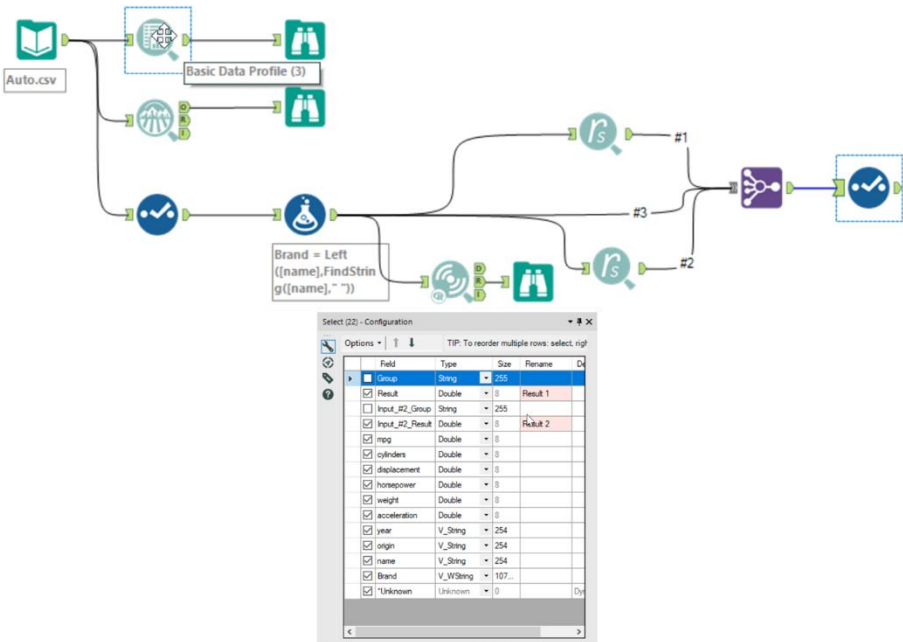 Auto.csv
Basic Data Profile (3)
O
R
I
#1
#3
#2
Brand = Left
([name],FindStrin
g([name]," "))
D
R
I
Select (22) - Configuration
Options
TIP: To reorder multiple rows: select, righ
Field Type Size Rename De
Group String 255
Result Double 8 Result 1
Input_#2_Group String 255
Input_#2_Result Double 8 Result 2
mpg Double 8
cylinders Double 8
displacement Double 8
horsepower Double 8
weight Double 8
acceleration Double 8
year V_String 254
origin V_String 254
name V_String 254
Brand V_WString 107...
*Unknown Unknown 0 Dy